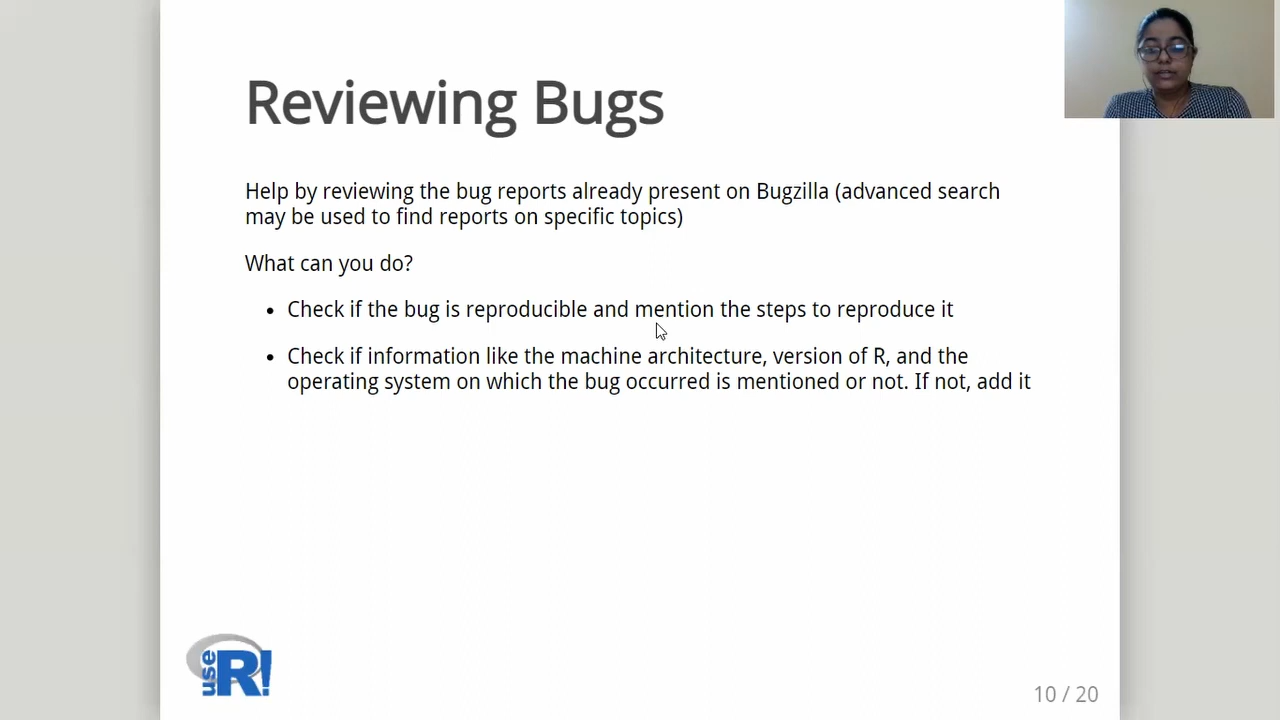 Reviewing Bugs
Help by reviewing the bug reports already present on Bugzilla (advanced search
may be used to find reports on specific topics)
What can you do?
• Check if the bug is reproducible and mention the steps to reproduce it
• Check if information like the machine architecture, version of R, and the
operating system on which the bug occurred is mentioned or not. If not, add it
use R!
10 / 20